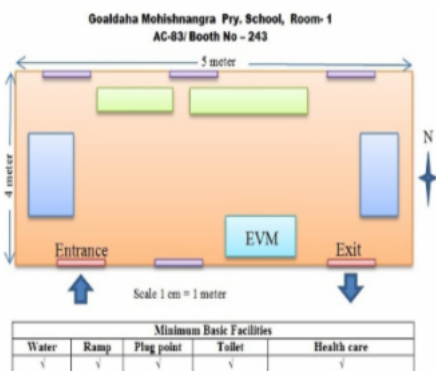 Goaldaha Mohishnangra Pry. School, Room- 1
AC-83/ Booth No – 243
5 meter
4 meter
N
EVM
Entrance
Exit
Scale 1 cm = 1 meter
Minimum Basic Facilities
Water Ramp Plug point Toilet Health care
√ √ √ √ √